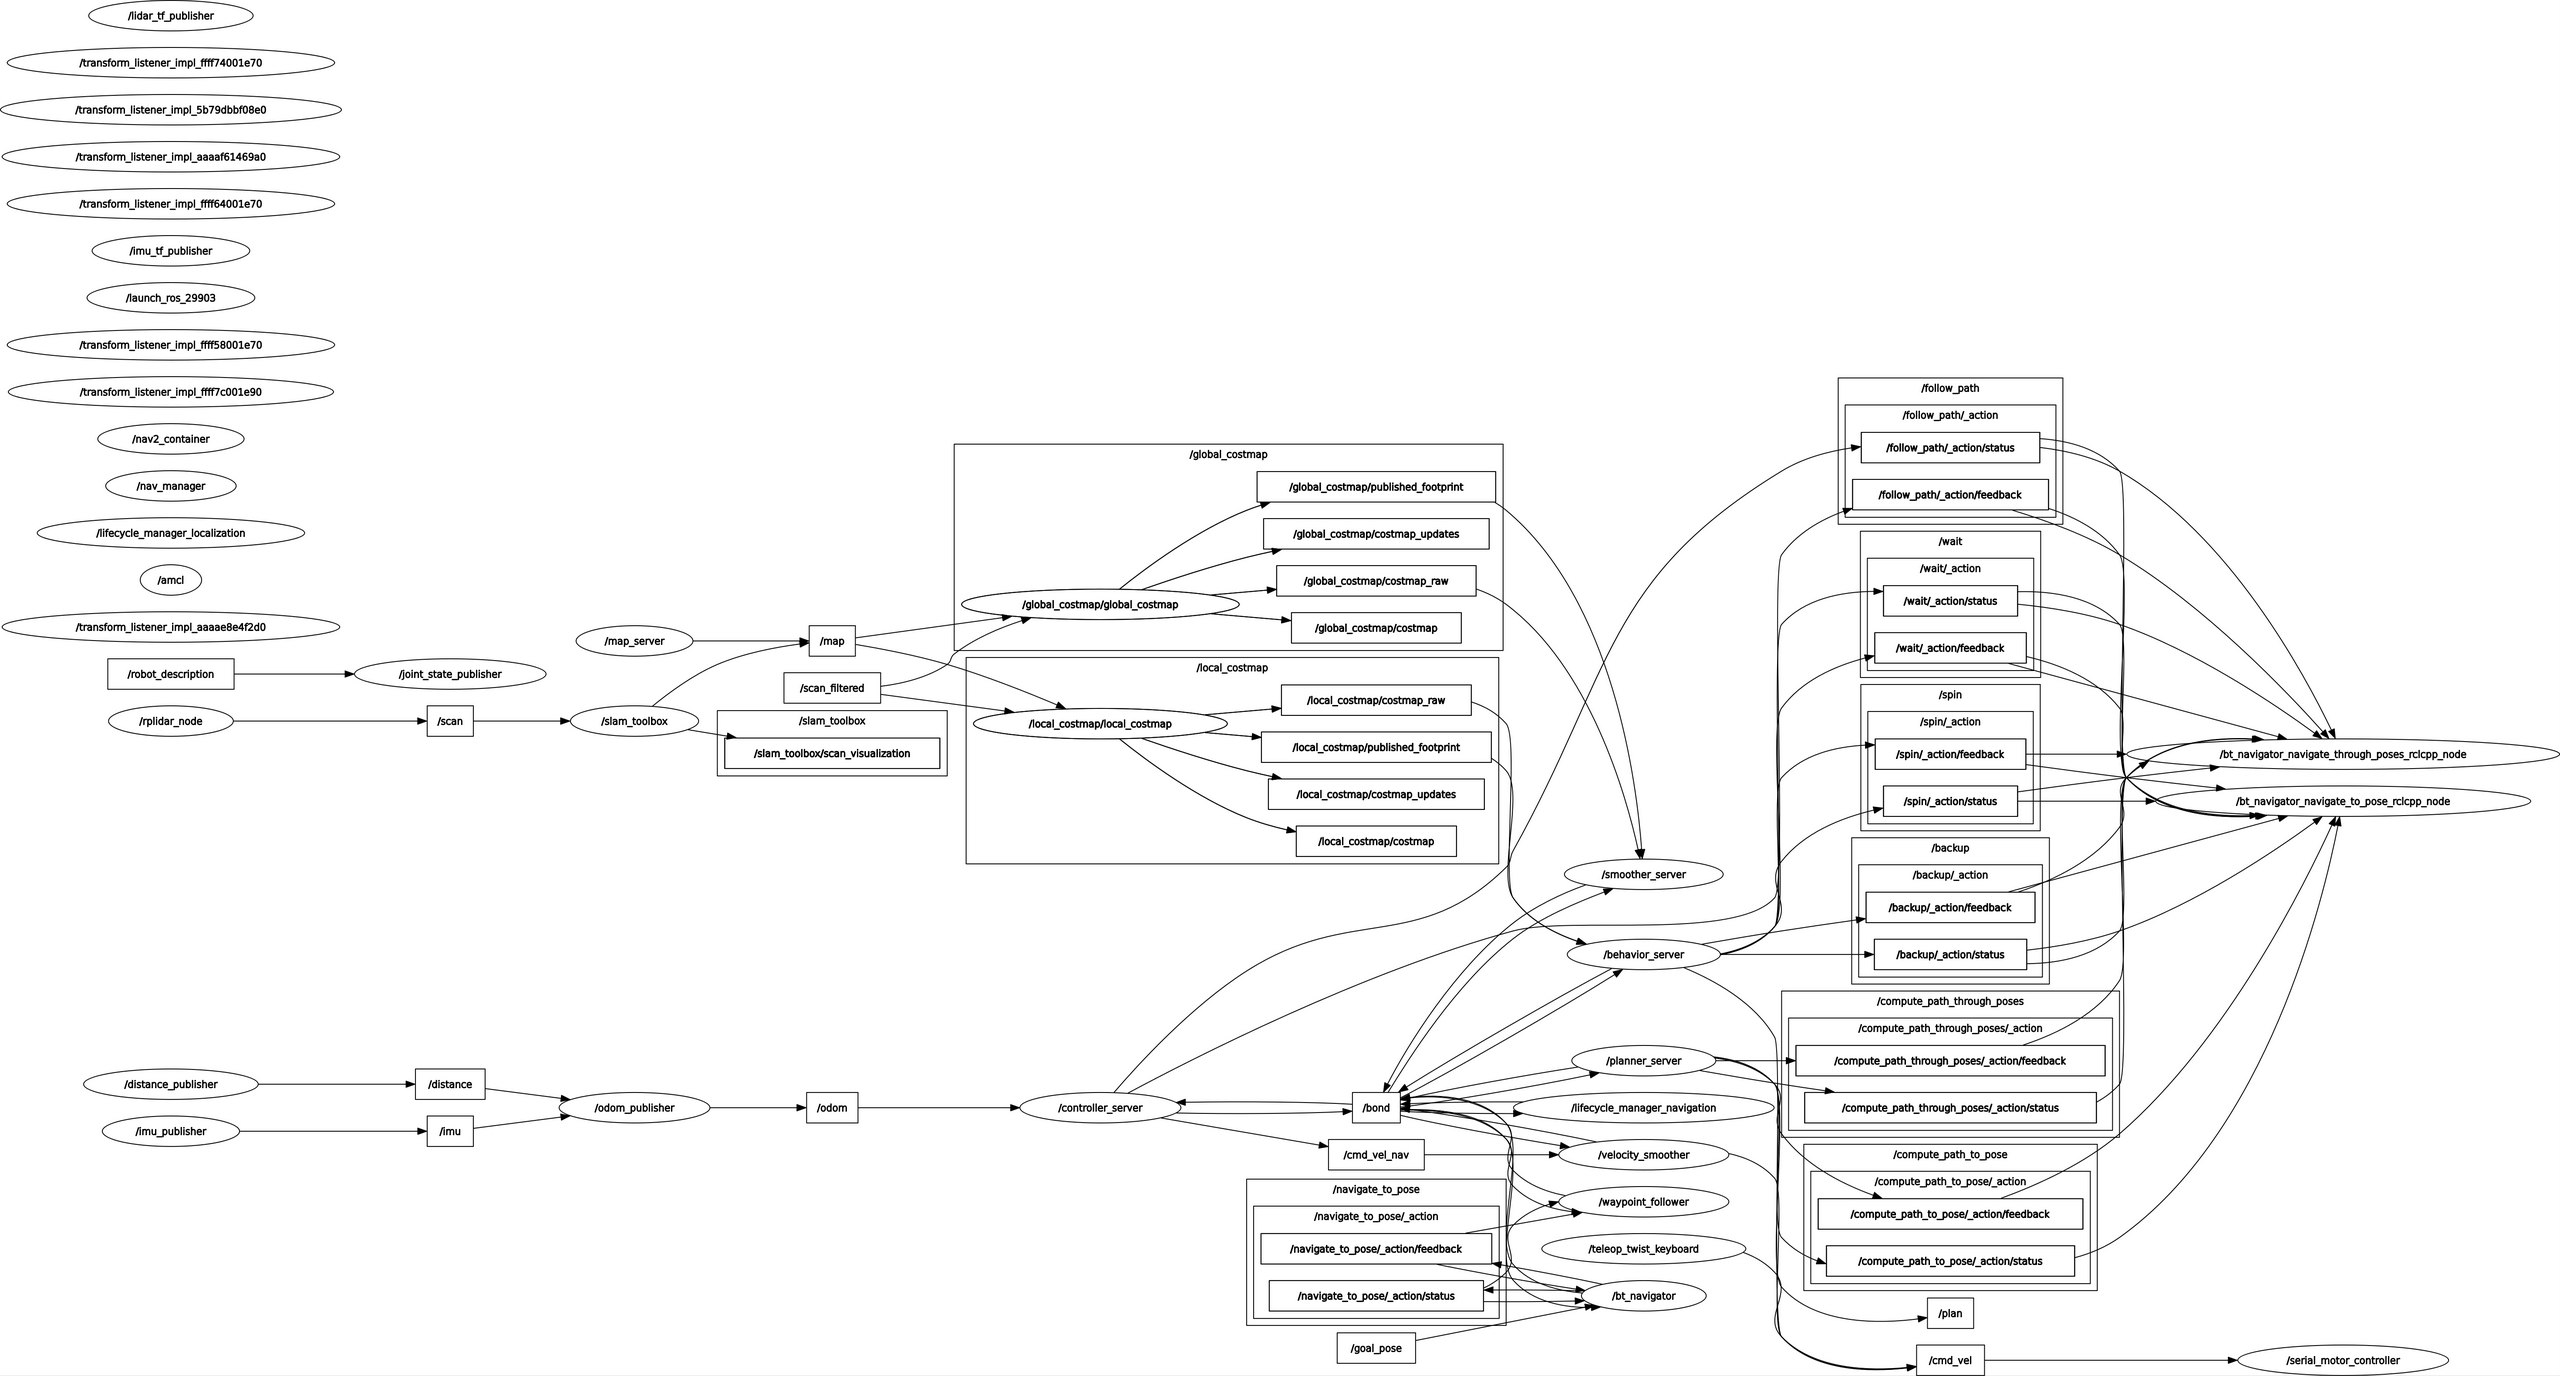 /lidar_tf_publisher
/transform_listener_impl_ffff74001e70
/transform_listener_impl_5b79dbbf08e0
/transform_listener_impl_aaaaf61469a0
/transform_listener_impl_ffff64001e70
/imu_tf_publisher
/launch_ros_29903
/transform_listener_impl_ffff58001e70
/transform_listener_impl_ffff7c001e90
/nav2_container
/nav_manager
/lifecycle_manager_localization
/amcl
/transform_listener_impl_aaaae8e4f2d0
/robot_description
/joint_state_publisher
/rplidar_node
/scan
/slam_toolbox
/map_server
/map
/scan_filtered
/slam_toolbox
/slam_toolbox/scan_visualization
/global_costmap
/global_costmap/published_footprint
/global_costmap/costmap_updates
/global_costmap/costmap_raw
/global_costmap/global_costmap
/global_costmap/costmap
/local_costmap
/local_costmap/costmap_raw
/local_costmap/local_costmap
/local_costmap/published_footprint
/local_costmap/costmap_updates
/local_costmap/costmap
/distance_publisher
/distance
/imu_publisher
/imu
/odom_publisher
/odom
/controller_server
/bond
/cmd_vel_nav
/navigate_to_pose
/navigate_to_pose/_action
/navigate_to_pose/_action/feedback
/navigate_to_pose/_action/status
/goal_pose
/smoother_server
/behavior_server
/planner_server
/lifecycle_manager_navigation
/velocity_smoother
/waypoint_follower
/teleop_twist_keyboard
/bt_navigator
/follow_path
/follow_path/_action
/follow_path/_action/status
/follow_path/_action/feedback
/wait
/wait/_action
/wait/_action/status
/wait/_action/feedback
/spin
/spin/_action
/spin/_action/feedback
/spin/_action/status
/backup
/backup/_action
/backup/_action/feedback
/backup/_action/status
/compute_path_through_poses
/compute_path_through_poses/_action
/compute_path_through_poses/_action/feedback
/compute_path_through_poses/_action/status
/compute_path_to_pose
/compute_path_to_pose/_action
/compute_path_to_pose/_action/feedback
/compute_path_to_pose/_action/status
/plan
/cmd_vel
/bt_navigator_navigate_through_poses_rclcpp_node
/bt_navigator_navigate_to_pose_rclcpp_node
/serial_motor_controller